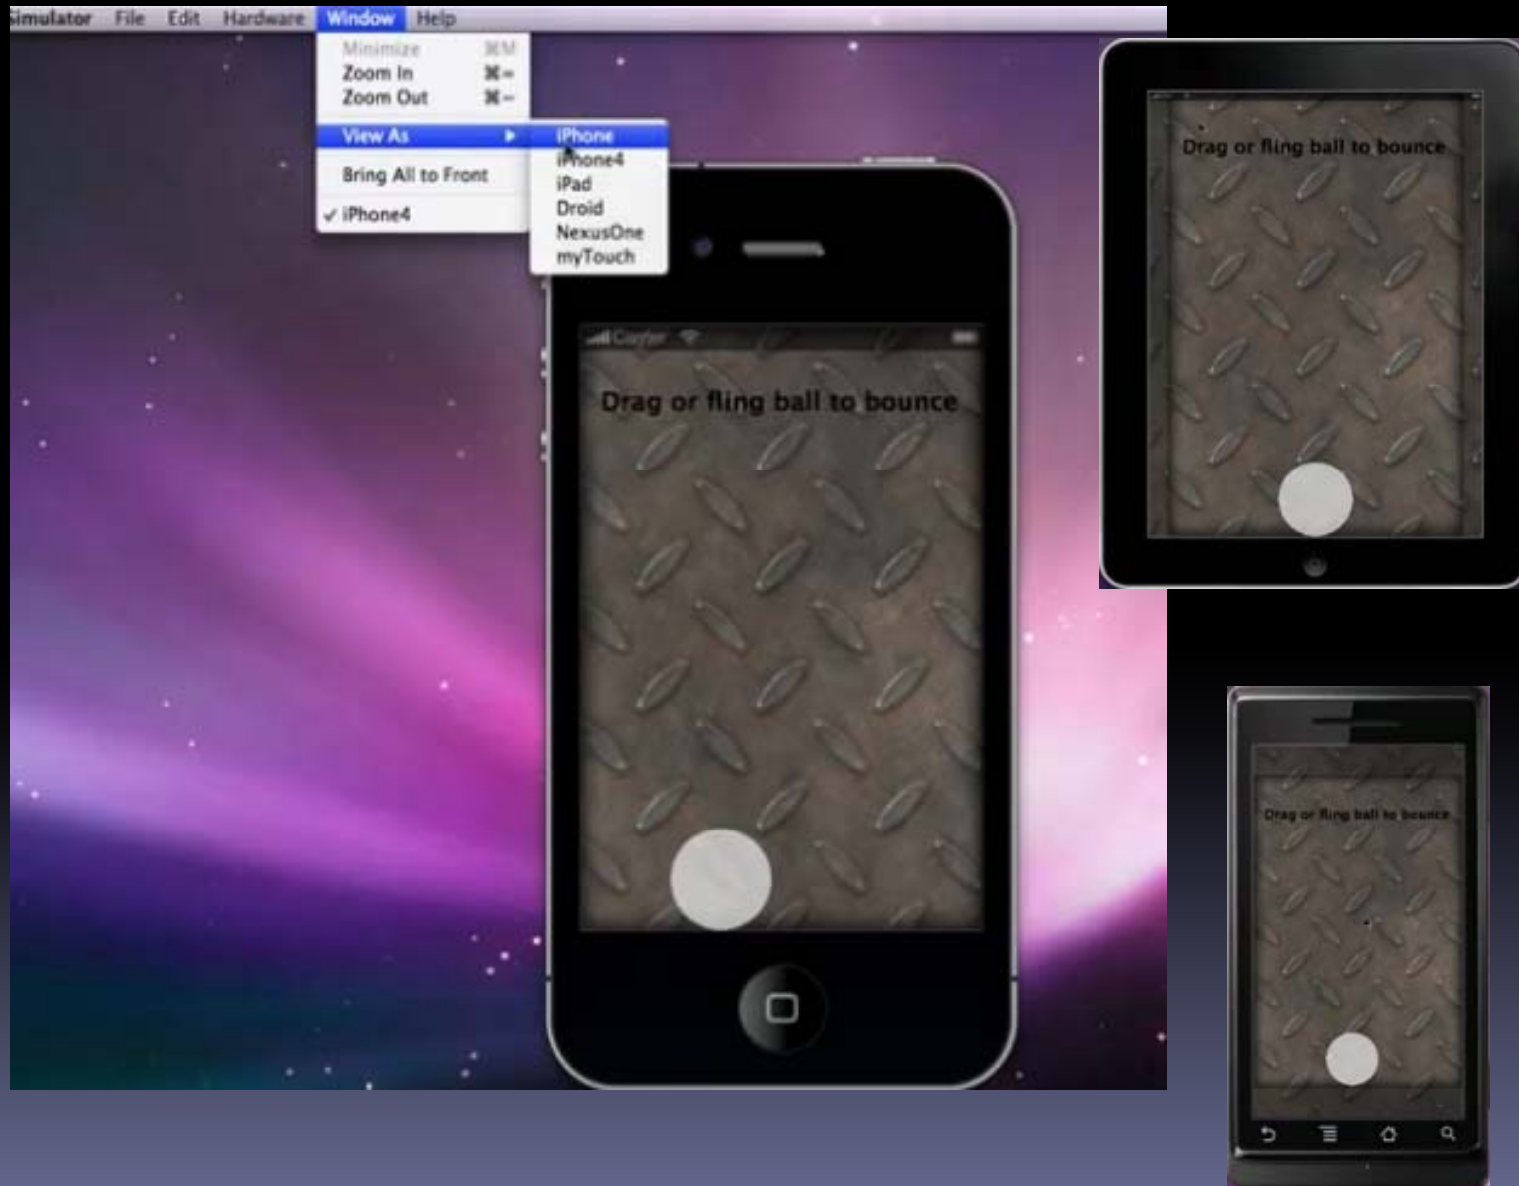 Simulator File Edit Hardware Window Help
Minimize ⌘M
Zoom In ⌘=
Zoom Out ⌘-
View As ▶
Bring All to Front
✓ iPhone4
iPhone
iPhone4
iPad
Droid
NexusOne
myTouch
Carrier
Drag or fling ball to bounce
Drag or fling ball to bounce
Drag or fling ball to bounce